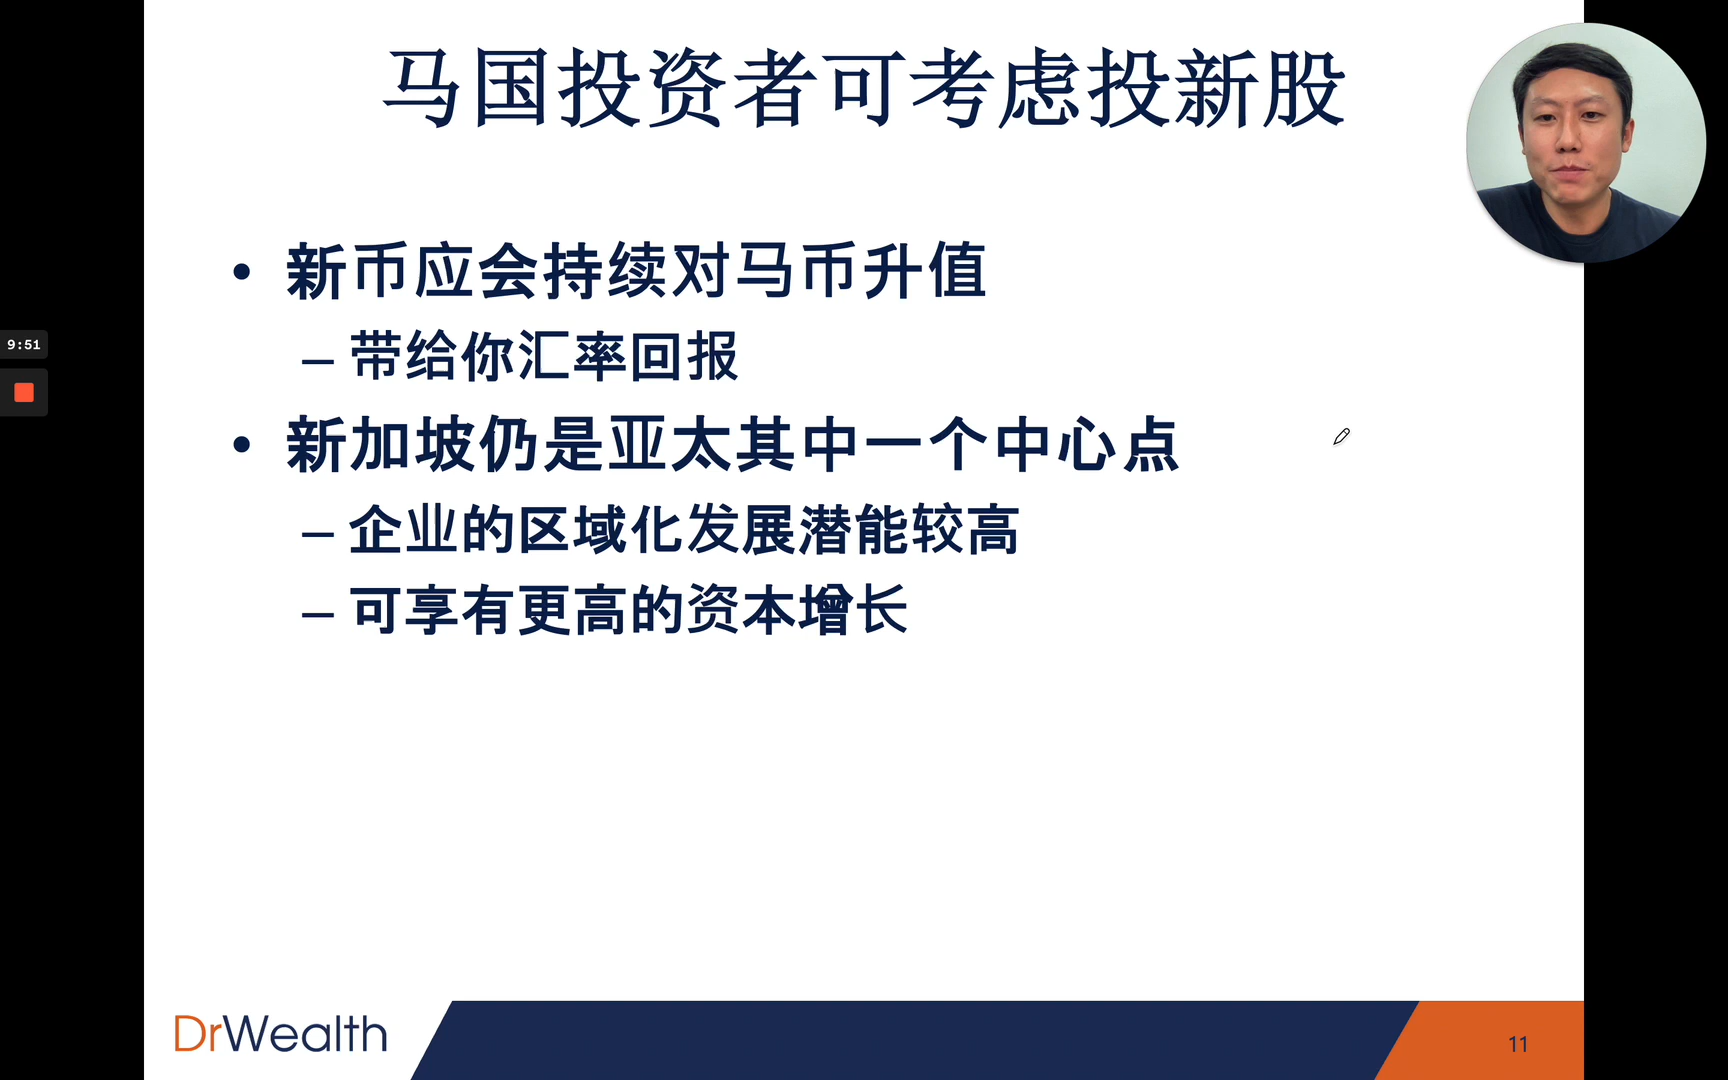 马国投资者可考虑投新股
• 新币应会持续对马币升值
– 带给你汇率回报
9:51
• 新加坡仍是亚太其中一个中心点
– 企业的区域化发展潜能较高
– 可享有更高的资本增长
DrWealth
11